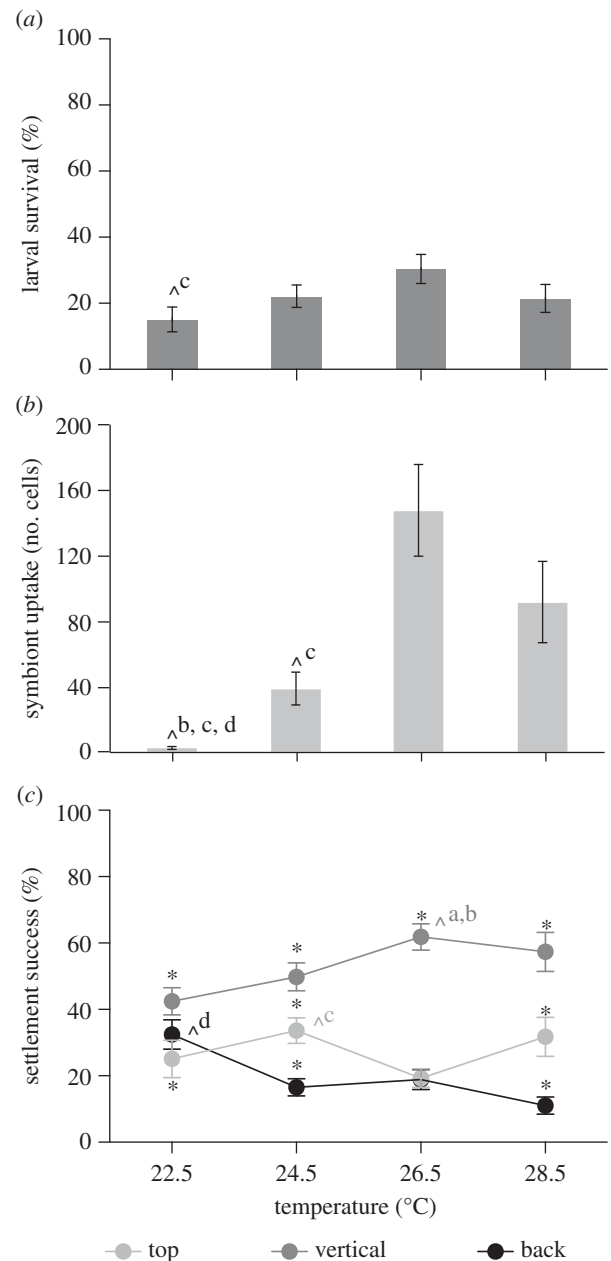 (a)
100
80
60
40
20
0
larval survival (%)
^c
(b)
200
160
120
80
40
0
symbiont uptake (no. cells)
^b, c, d
^c
(c)
100
80
60
40
20
0
settlement success (%)
* * * *
^a,b
* *
^c
^d
* * *
22.5 24.5 26.5 28.5
temperature (°C)
top vertical back